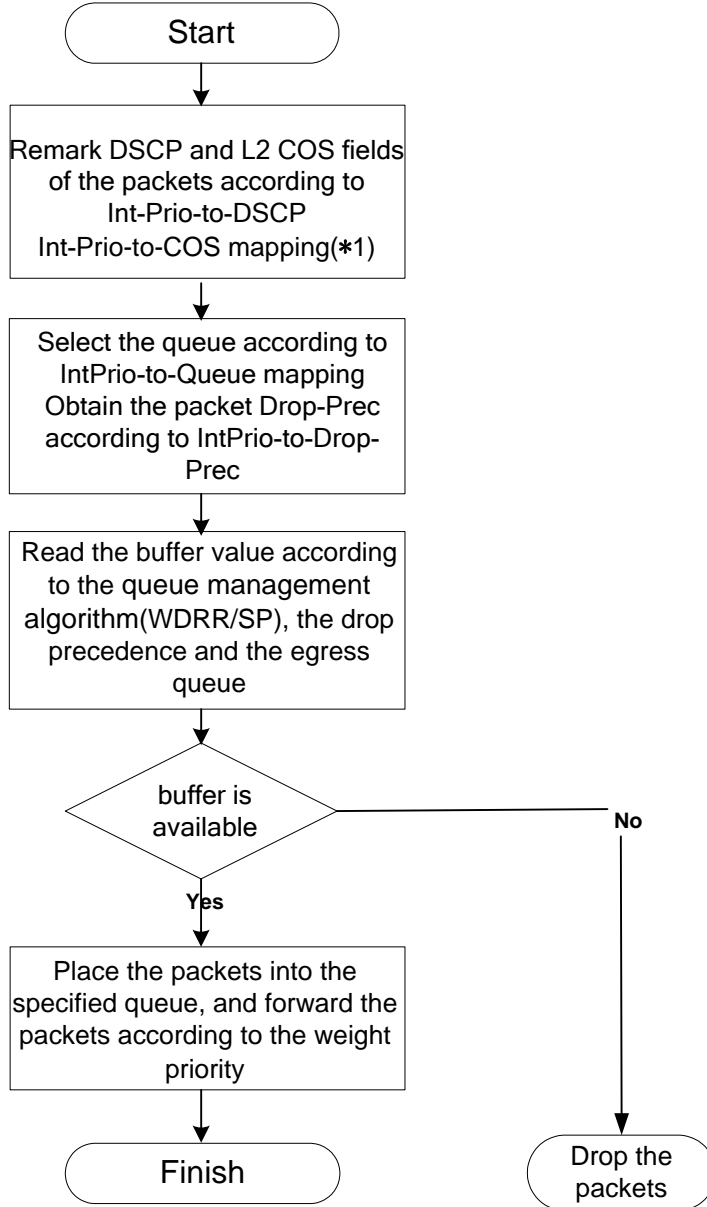 Start
Remark DSCP and L2 COS fields
of the packets according to
Int-Prio-to-DSCP
Int-Prio-to-COS mapping(*1)
Select the queue according to
IntPrio-to-Queue mapping
Obtain the packet Drop-Prec
according to IntPrio-to-Drop-
Prec
Read the buffer value according
to the queue management
algorithm(WDRR/SP), the drop
precedence and the egress
queue
buffer is
available
No
Yes
Place the packets into the
specified queue, and forward the
packets according to the weight
priority
Finish
Drop the
packets